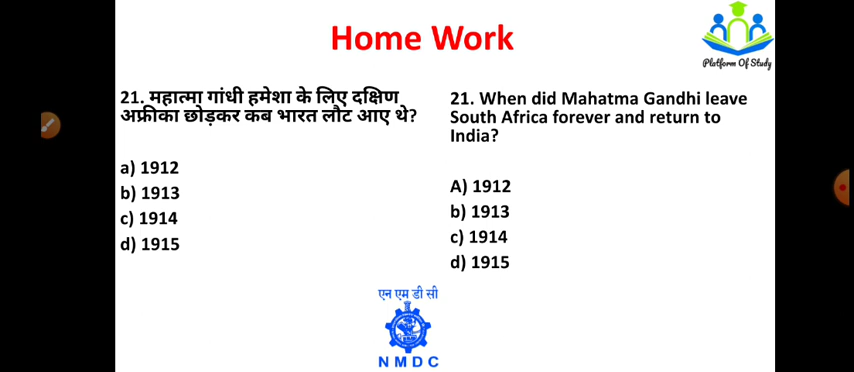 Home Work
Platform Of Study
21. महात्मा गांधी हमेशा के लिए दक्षिण
अफ्रीका छोड़कर कब भारत लौट आए थे?
a) 1912
b) 1913
c) 1914
d) 1915
21. When did Mahatma Gandhi leave
South Africa forever and return to
India?
A) 1912
b) 1913
c) 1914
d) 1915
एन एम डी सी
NMDC